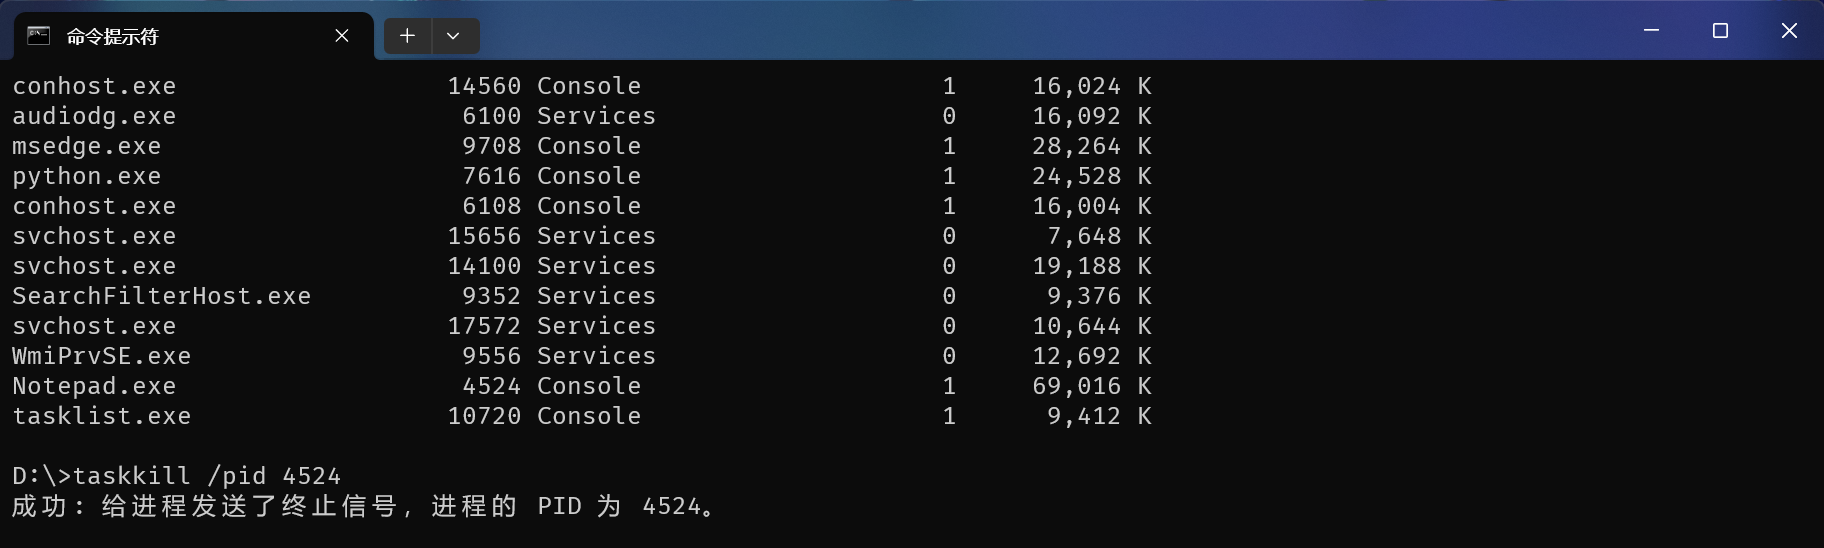 命令提示符
conhost.exe                  14560 Console                    1     16,024 K
audiodg.exe                   6100 Services                   0     16,092 K
msedge.exe                    9708 Console                    1     28,264 K
python.exe                    7616 Console                    1     24,528 K
conhost.exe                   6108 Console                    1     16,004 K
svchost.exe                  15656 Services                   0      7,648 K
svchost.exe                  14100 Services                   0     19,188 K
SearchFilterHost.exe          9352 Services                   0      9,376 K
svchost.exe                  17572 Services                   0     10,644 K
WmiPrvSE.exe                  9556 Services                   0     12,692 K
Notepad.exe                   4524 Console                    1     69,016 K
tasklist.exe                 10720 Console                    1      9,412 K
D:\>taskkill /pid 4524
成功: 给进程发送了终止信号，进程的 PID 为 4524。